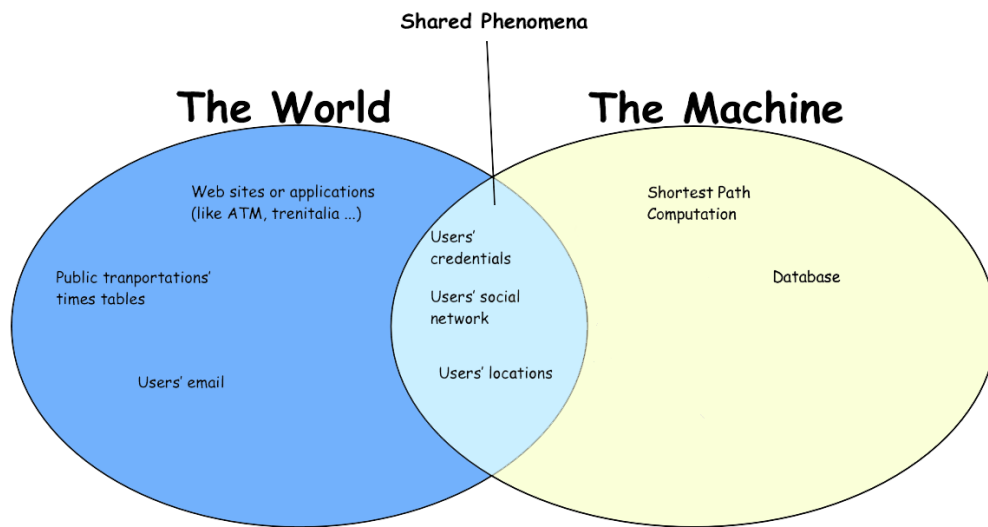 Shared Phenomena
The World
The Machine
Web sites or applications
(like ATM, trenitalia ...)
Public tranportations'
times tables
Users' email
Users'
credentials
Users' social
network
Users' locations
Shortest Path
Computation
Database